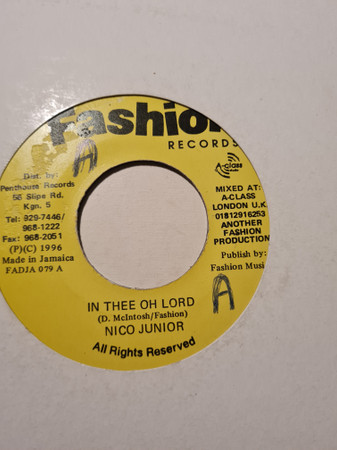 Fashion
RECORDS
A
Dist. by:
Penthouse Records
56 Slipe Rd.
Kgn. 5
Tel: 929-7446/
968-1222
Fax: 968-2051
(P)(C) 1996
Made in Jamaica
FADJA 079 A
A-CLASS
MIXED AT:
A-CLASS
LONDON U.K.
01812916253
ANOTHER
FASHION
PRODUCTION
Publish by:
Fashion Musi
A
IN THEE OH LORD
(D. McIntosh/Fashion)
NICO JUNIOR
All Rights Reserved